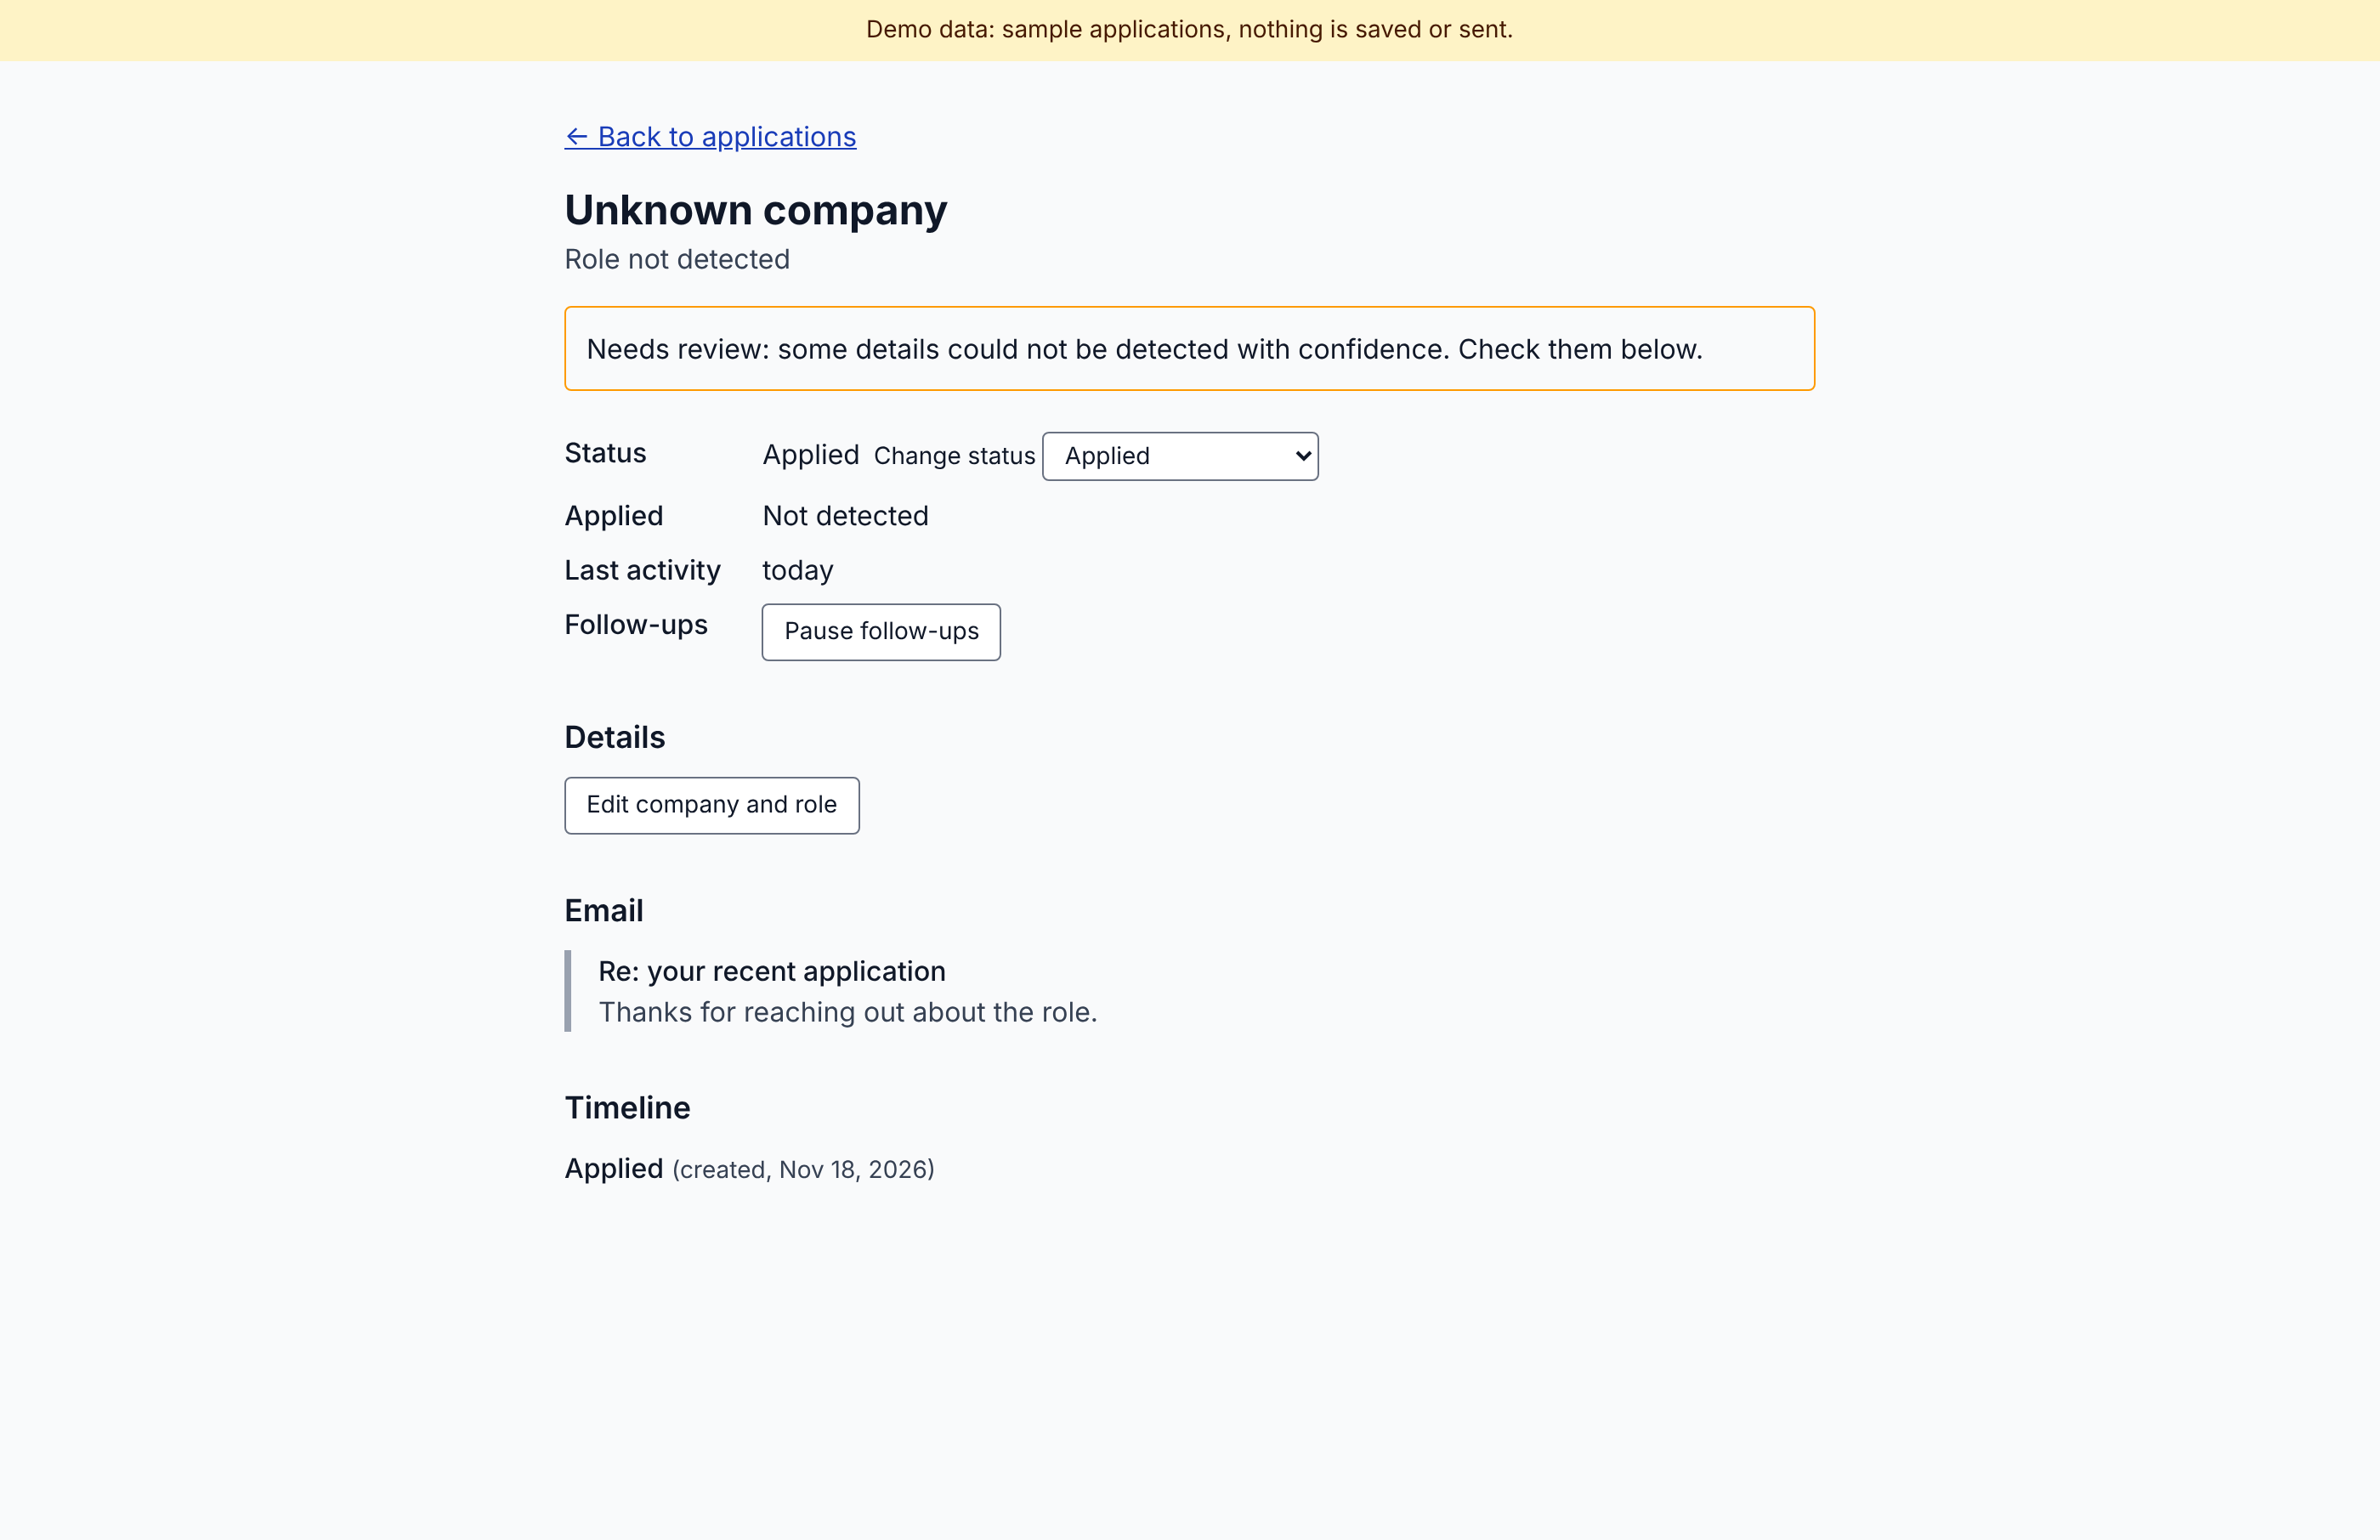 Demo data: sample applications, nothing is saved or sent.
← Back to applications
Unknown company
Role not detected
Needs review: some details could not be detected with confidence. Check them below.
Status Applied Change status Applied
Applied Not detected
Last activity today
Follow-ups Pause follow-ups
Details
Edit company and role
Email
Re: your recent application
Thanks for reaching out about the role.
Timeline
Applied (created, Nov 18, 2026)